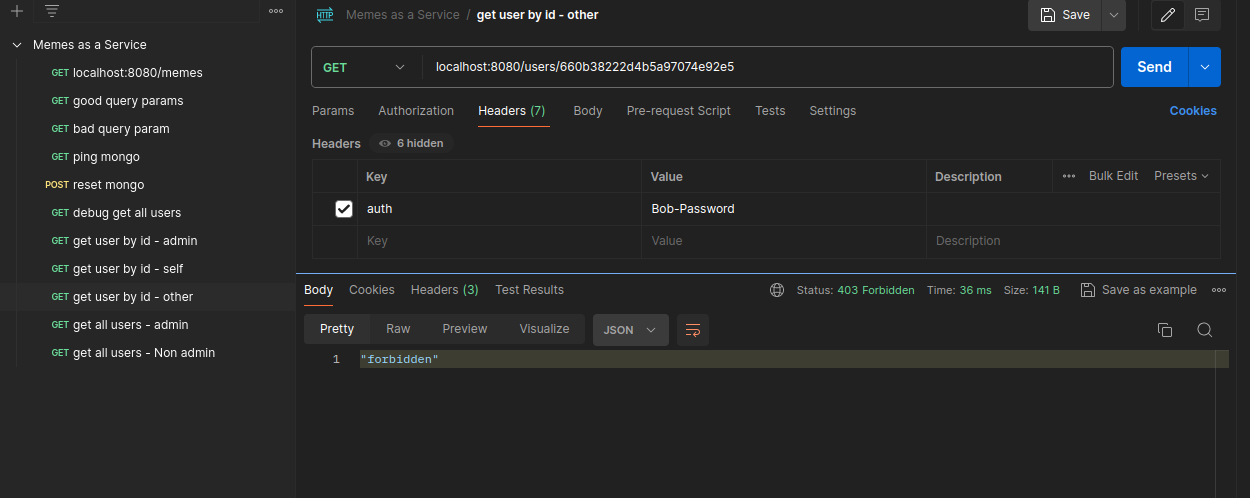 HTTP Memes as a Service / get user by id - other Save
Memes as a Service
GET localhost:8080/memes
GET good query params
GET bad query param
GET ping mongo
POST reset mongo
GET debug get all users
GET get user by id - admin
GET get user by id - self
GET get user by id - other
GET get all users - admin
GET get all users - Non admin
GET localhost:8080/users/660b38222d4b5a97074e92e5 Send
Params Authorization Headers (7) Body Pre-request Script Tests Settings Cookies
Headers 6 hidden
Key Value Description Bulk Edit Presets
auth Bob-Password
Key Value Description
Body Cookies Headers (3) Test Results Status: 403 Forbidden Time: 36 ms Size: 141 B Save as example
Pretty Raw Preview Visualize JSON
1 "forbidden"